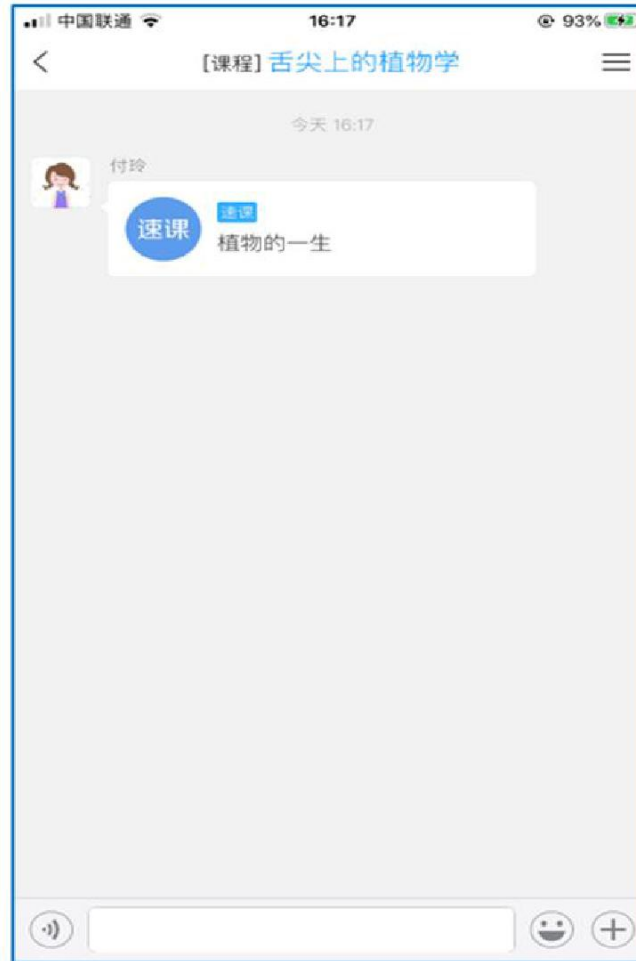 中国联通
16:17
93%
[课程] 舌尖上的植物学
今天 16:17
付玲
速课
速课
植物的一生